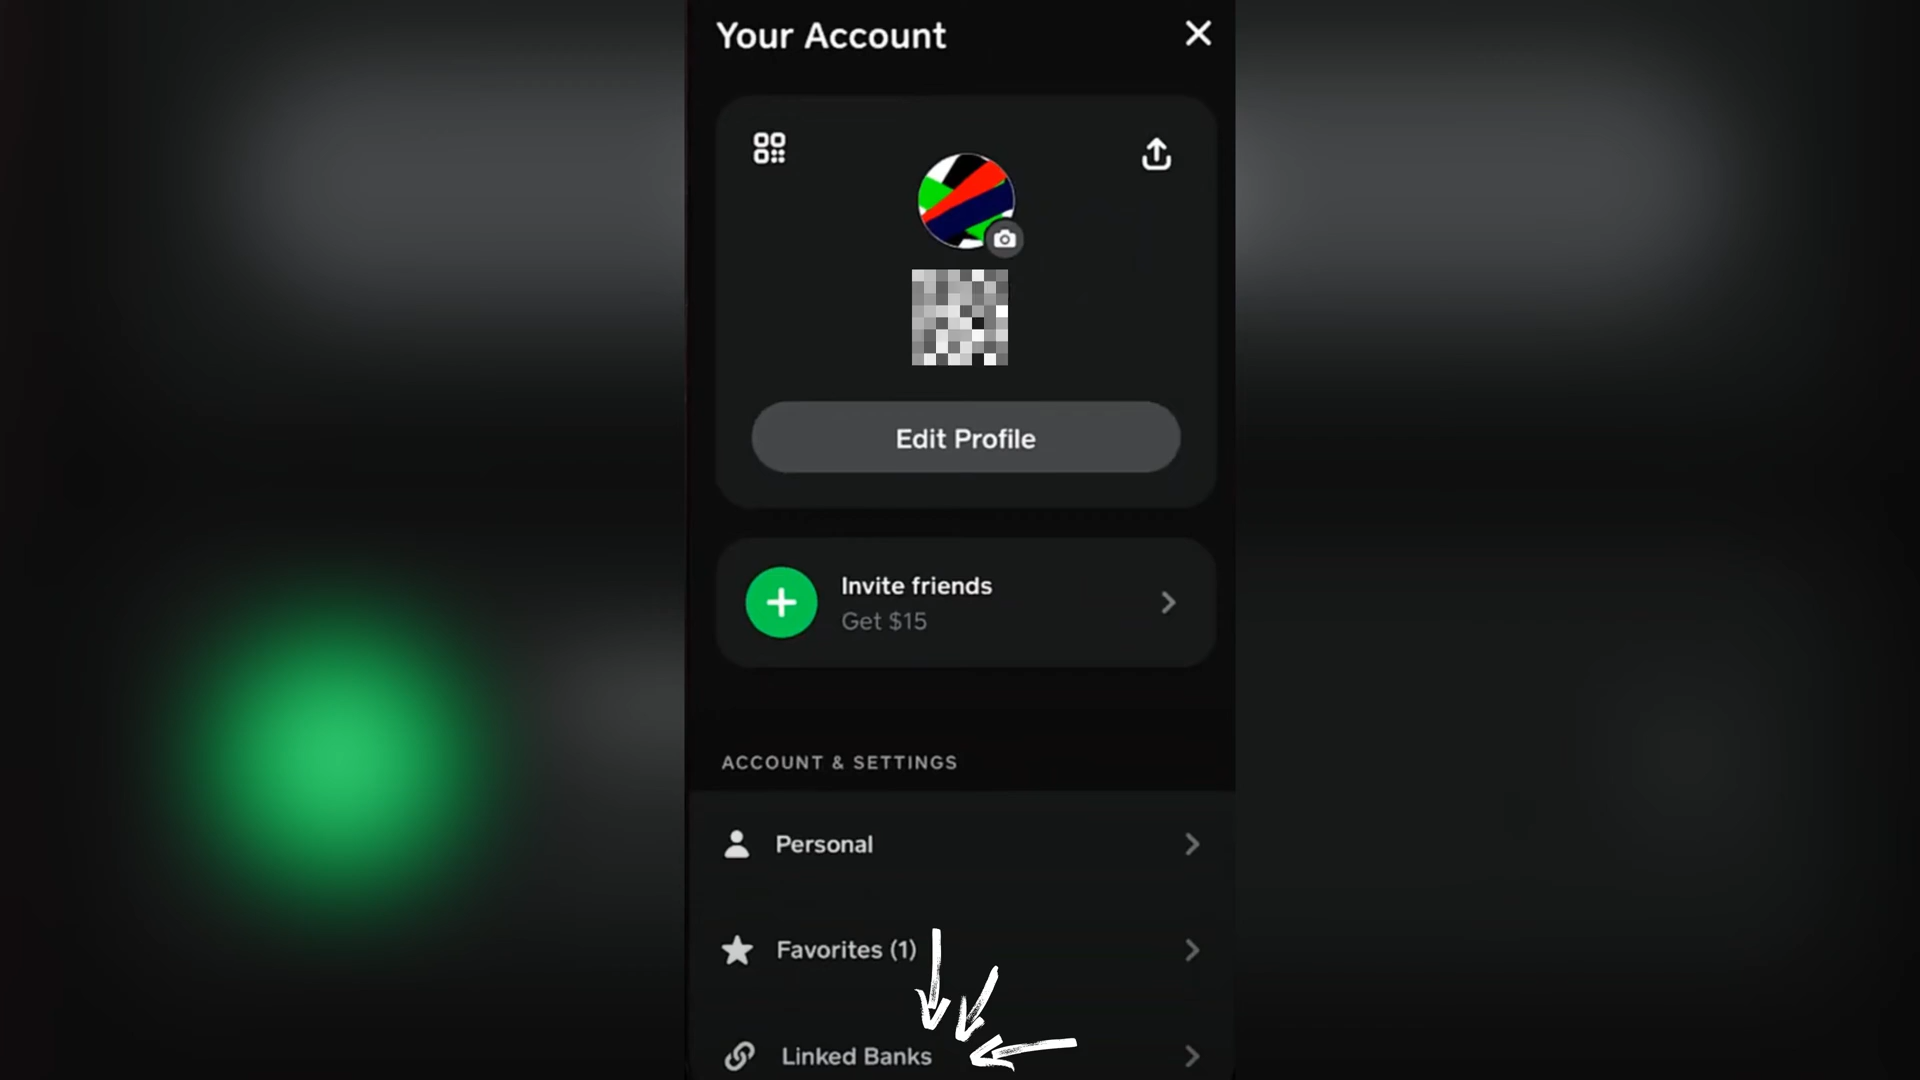 Your Account
Edit Profile
Invite friends
Get $15
ACCOUNT & SETTINGS
Personal
Favorites (1)
Linked Banks